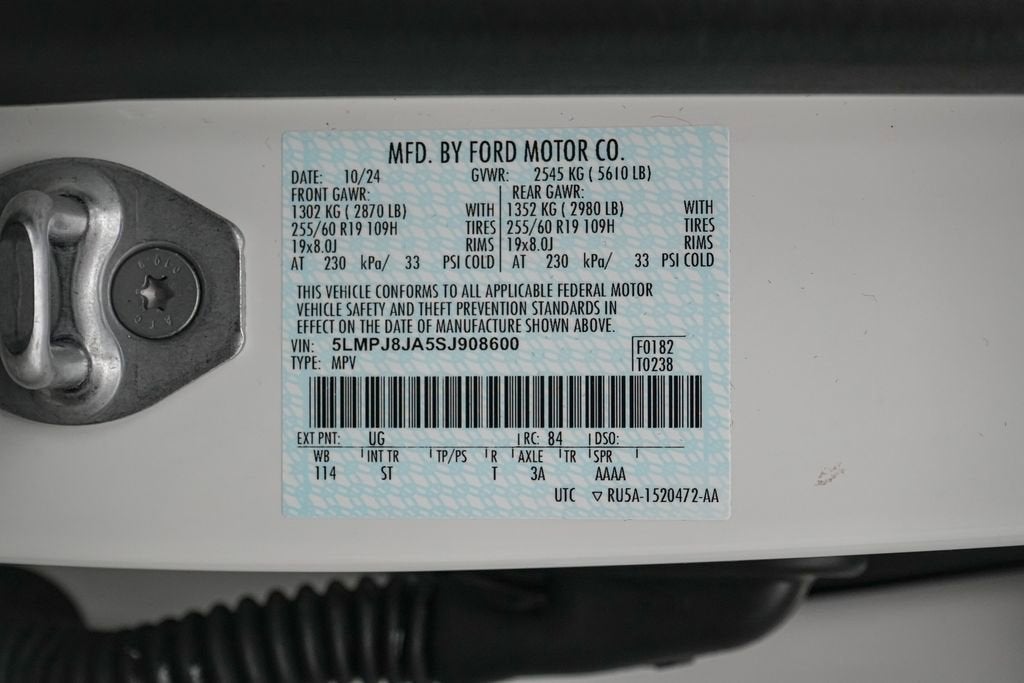 MFD. BY FORD MOTOR CO.
DATE: 10/24 GVWR: 2545 KG ( 5610 LB)
FRONT GAWR: REAR GAWR:
1302 KG ( 2870 LB) WITH 1352 KG ( 2980 LB) WITH
255/60 R19 109H TIRES 255/60 R19 109H TIRES
19x8.0J RIMS 19x8.0J RIMS
AT 230 kPa/ 33 PSI COLD AT 230 kPa/ 33 PSI COLD
THIS VEHICLE CONFORMS TO ALL APPLICABLE FEDERAL MOTOR
VEHICLE SAFETY AND THEFT PREVENTION STANDARDS IN
EFFECT ON THE DATE OF MANUFACTURE SHOWN ABOVE.
VIN: 5LMPJ8JA5SJ908600 F0182
TYPE: MPV T0238
EXT PNT: UG RC: 84 DSO:
WB INT TR TP/PS R AXLE TR SPR
114 ST T 3A AAAA
UTC ▽ RU5A-1520472-AA